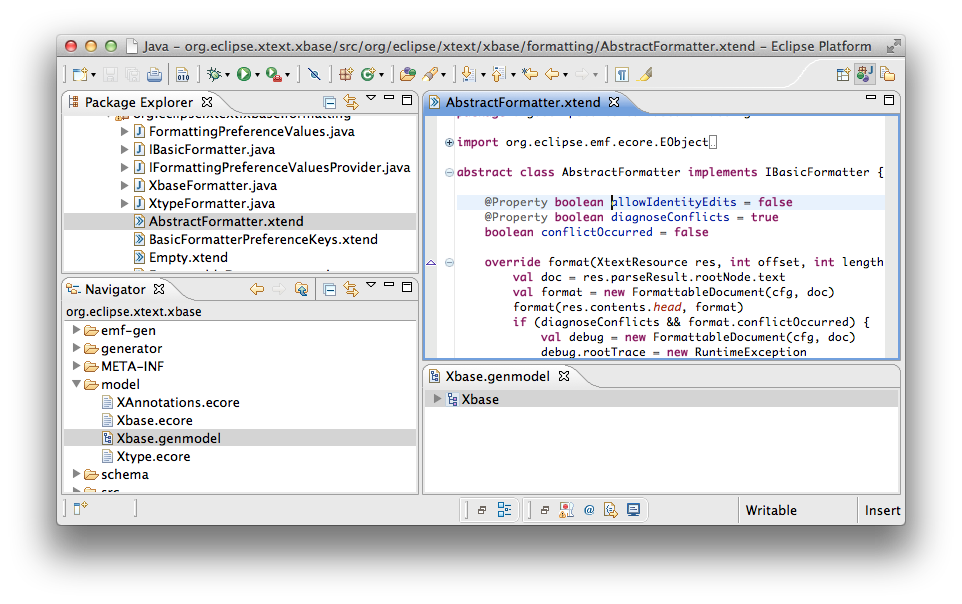 Java – org.eclipse.xtext.xbase/src/org/eclipse/xtext/xbase/formatting/AbstractFormatter.xtend – Eclipse Platform
Package Explorer
org.eclipse.xtext.xbase.formatting
FormattingPreferenceValues.java
IBasicFormatter.java
IFormattingPreferenceValuesProvider.java
XbaseFormatter.java
XtypeFormatter.java
AbstractFormatter.xtend
BasicFormatterPreferenceKeys.xtend
Empty.xtend
Navigator
org.eclipse.xtext.xbase
emf-gen
generator
META-INF
model
XAnnotations.ecore
Xbase.ecore
Xbase.genmodel
Xtype.ecore
schema
src
AbstractFormatter.xtend
import org.eclipse.emf.ecore.EObject
abstract class AbstractFormatter implements IBasicFormatter {
@Property boolean allowIdentityEdits = false
@Property boolean diagnoseConflicts = true
boolean conflictOccurred = false
override format(XtextResource res, int offset, int length
val doc = res.parseResult.rootNode.text
val format = new FormattableDocument(cfg, doc)
format(res.contents.head, format)
if (diagnoseConflicts && format.conflictOccurred) {
val debug = new FormattableDocument(cfg, doc)
debug.rootTrace = new RuntimeException
Xbase.genmodel
Xbase
Writable
Insert